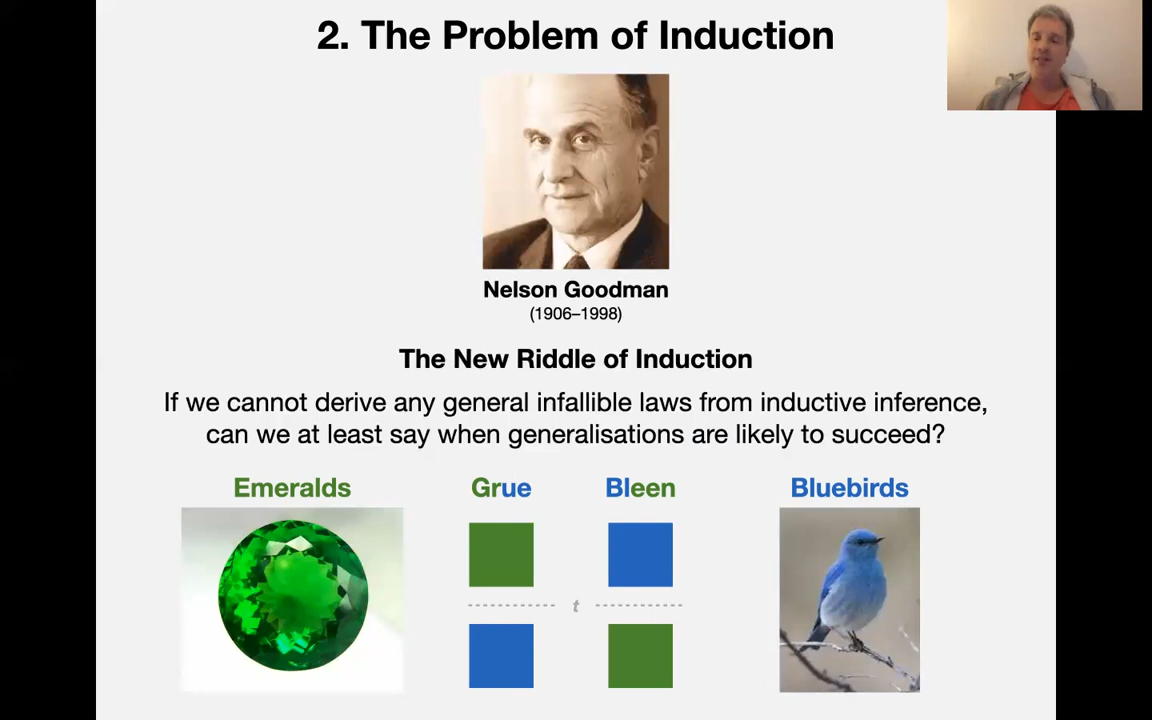 2. The Problem of Induction
Nelson Goodman
(1906–1998)
The New Riddle of Induction
If we cannot derive any general infallible laws from inductive inference,
can we at least say when generalisations are likely to succeed?
Emeralds
Grue
Bleen
Bluebirds
t